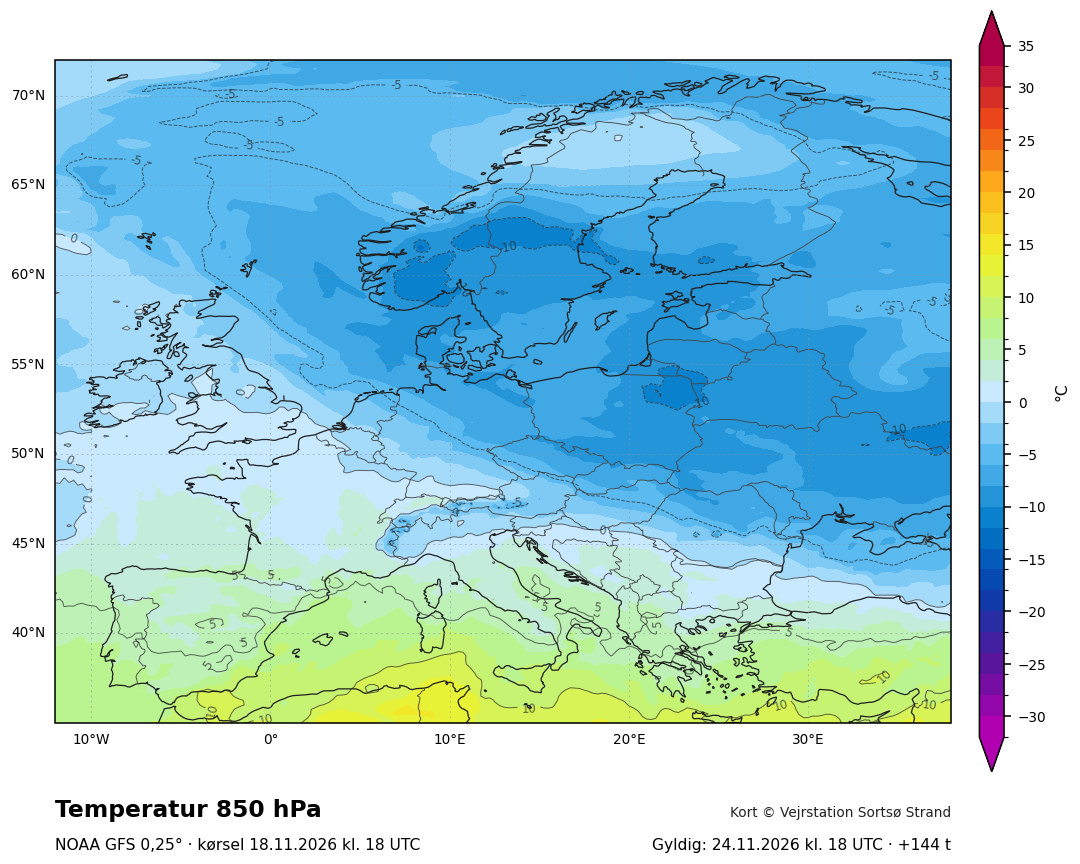 70°N
65°N
60°N
55°N
50°N
45°N
40°N
10°W
0°
10°E
20°E
30°E
35
30
25
20
15
10
5
0
−5
−10
−15
−20
−25
−30
°C
Temperatur 850 hPa
Kort © Vejrstation Sortsø Strand
NOAA GFS 0,25° · kørsel 18.11.2026 kl. 18 UTC
Gyldig: 24.11.2026 kl. 18 UTC · +144 t